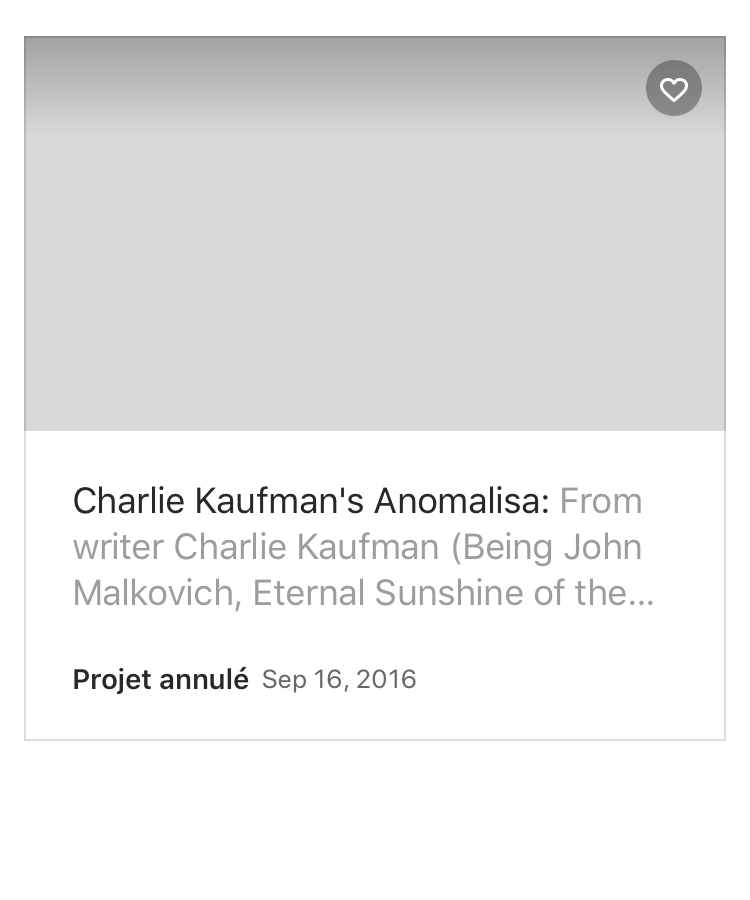 Charlie Kaufman's Anomalisa: From
writer Charlie Kaufman (Being John
Malkovich, Eternal Sunshine of the...
Projet annulé Sep 16, 2016